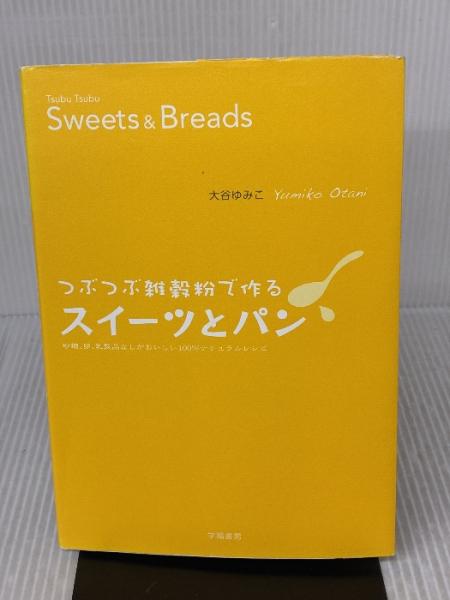 Tsubu Tsubu
Sweets & Breads
大谷ゆみこ Yumiko Otani
つぶつぶ雑穀粉で作る
スイーツとパン
砂糖、卵、乳製品なしがおいしい100%ナチュラルレシピ
学陽書房